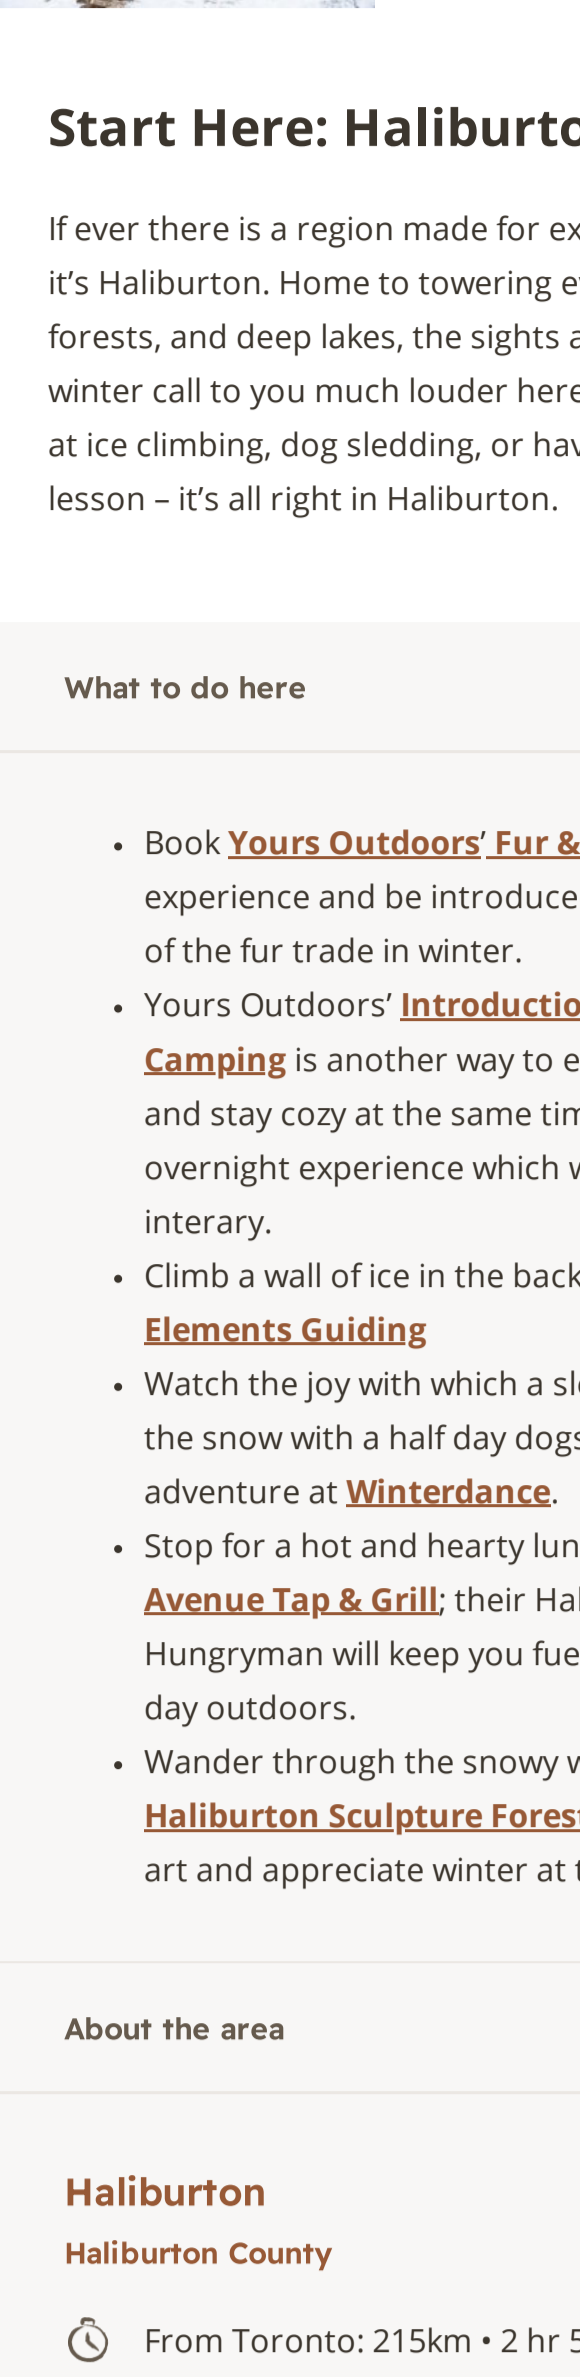 Start Here: Haliburto
If ever there is a region made for ex
it’s Haliburton. Home to towering ev
forests, and deep lakes, the sights a
winter call to you much louder here
at ice climbing, dog sledding, or hav
lesson – it’s all right in Haliburton.
What to do here
• Book Yours Outdoors’ Fur &
experience and be introduce
of the fur trade in winter.
• Yours Outdoors’ Introductio
Camping is another way to e
and stay cozy at the same tim
overnight experience which w
interary.
• Climb a wall of ice in the back
Elements Guiding
• Watch the joy with which a sle
the snow with a half day dogs
adventure at Winterdance.
• Stop for a hot and hearty lun
Avenue Tap & Grill; their Hal
Hungryman will keep you fue
day outdoors.
• Wander through the snowy w
Haliburton Sculpture Forest
art and appreciate winter at t
About the area
Haliburton
Haliburton County
From Toronto: 215km • 2 hr 5